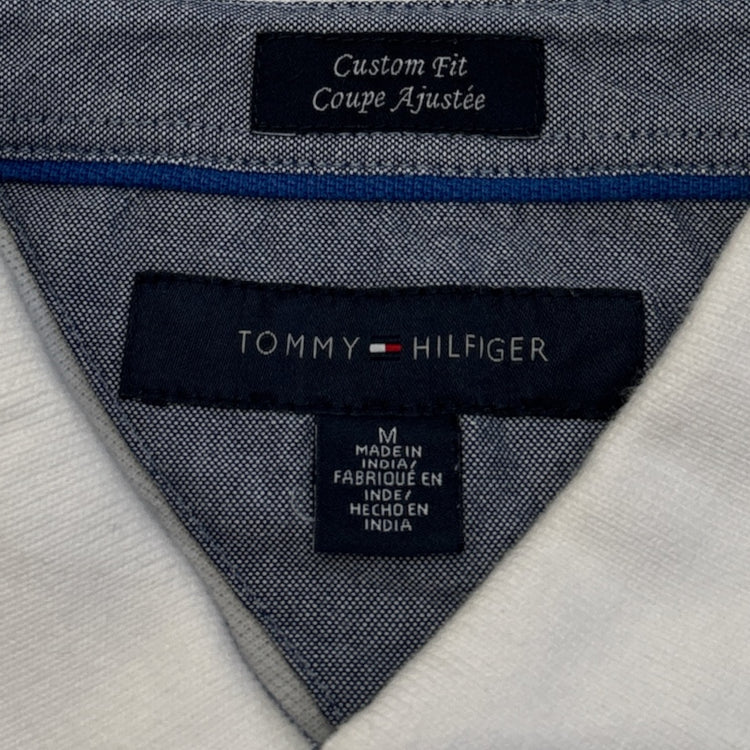 Custom Fit
Coupe Ajustée
TOMMY HILFIGER
M
MADE IN
INDIA/
FABRIQUÉ EN
INDE/
HECHO EN
INDIA